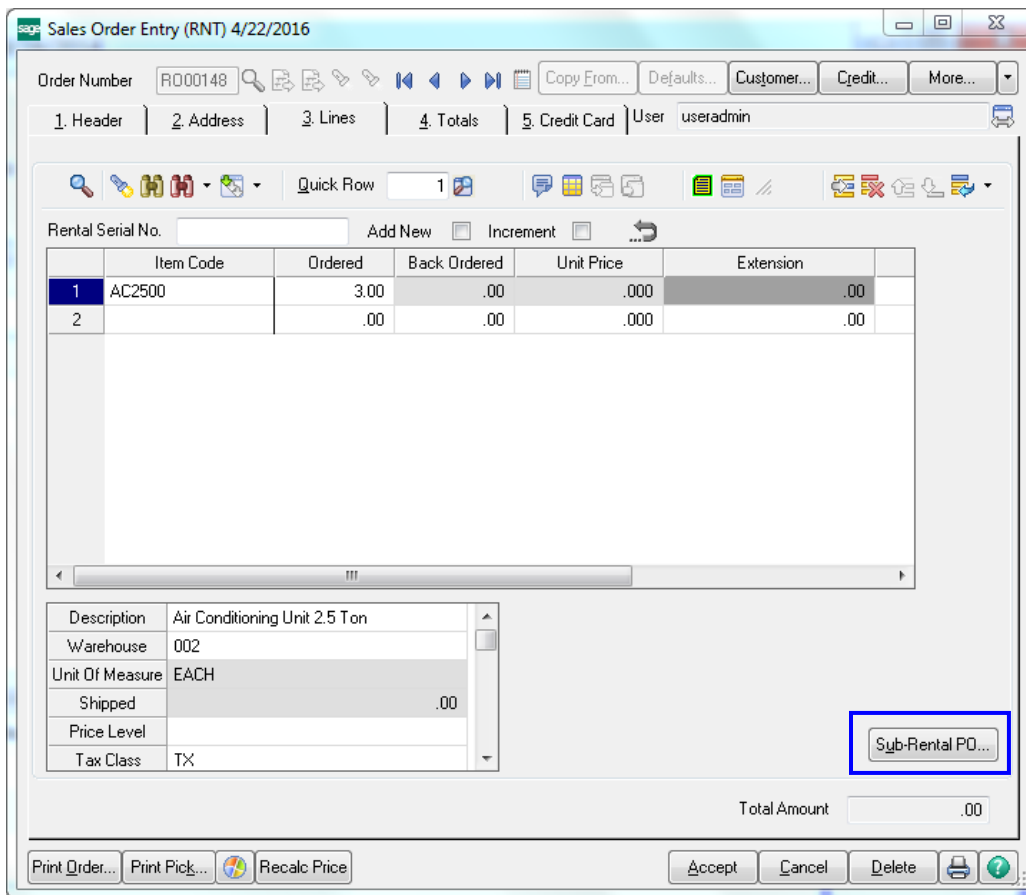 sage Sales Order Entry (RNT) 4/22/2016
Order Number RO00148 Copy From... Defaults... Customer... Credit... More...
1. Header 2. Address 3. Lines 4. Totals 5. Credit Card User useradmin
Quick Row 1
Rental Serial No. Add New Increment
Item Code Ordered Back Ordered Unit Price Extension
1 AC2500 3.00 .00 .000 .00
2 .00 .00 .000 .00
Description Air Conditioning Unit 2.5 Ton
Warehouse 002
Unit Of Measure EACH
Shipped .00
Price Level
Sub-Rental PO...
Tax Class TX
Total Amount .00
Print Order... Print Pick... Recalc Price Accept Cancel Delete